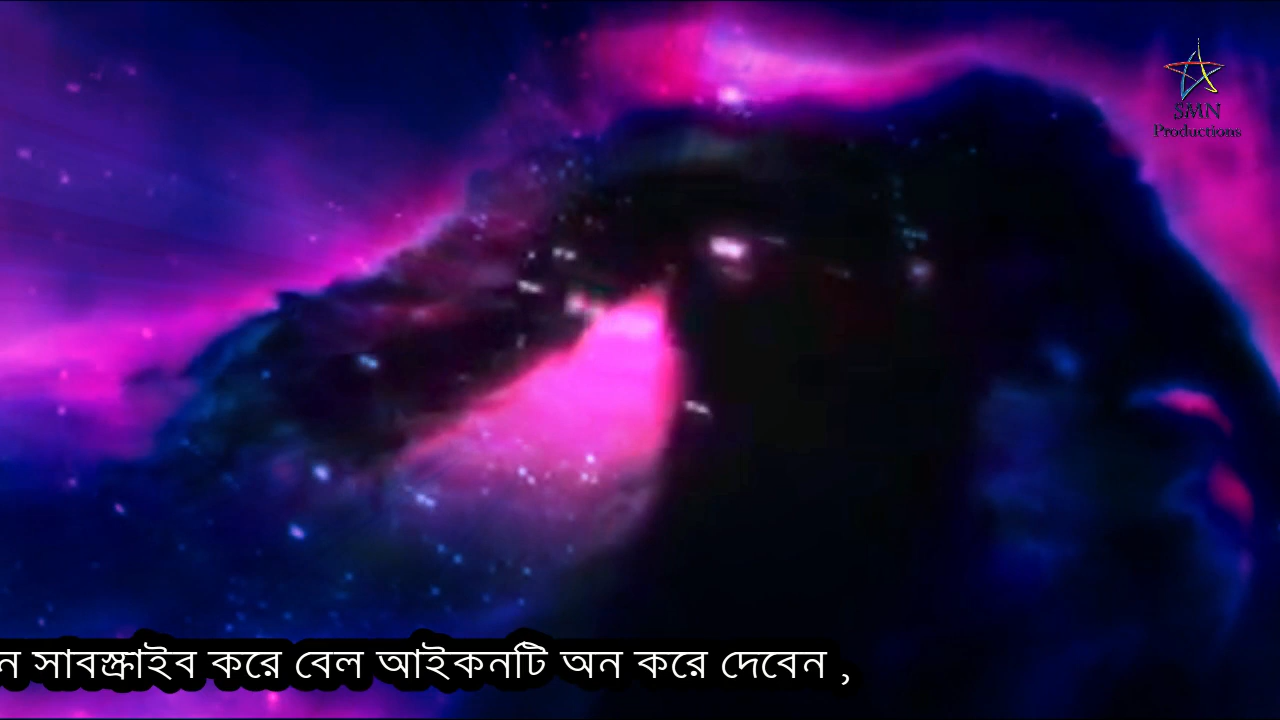 SMN
Productions
ন সাবস্ক্রাইব করে বেল আইকনটি অন করে দেবেন ,